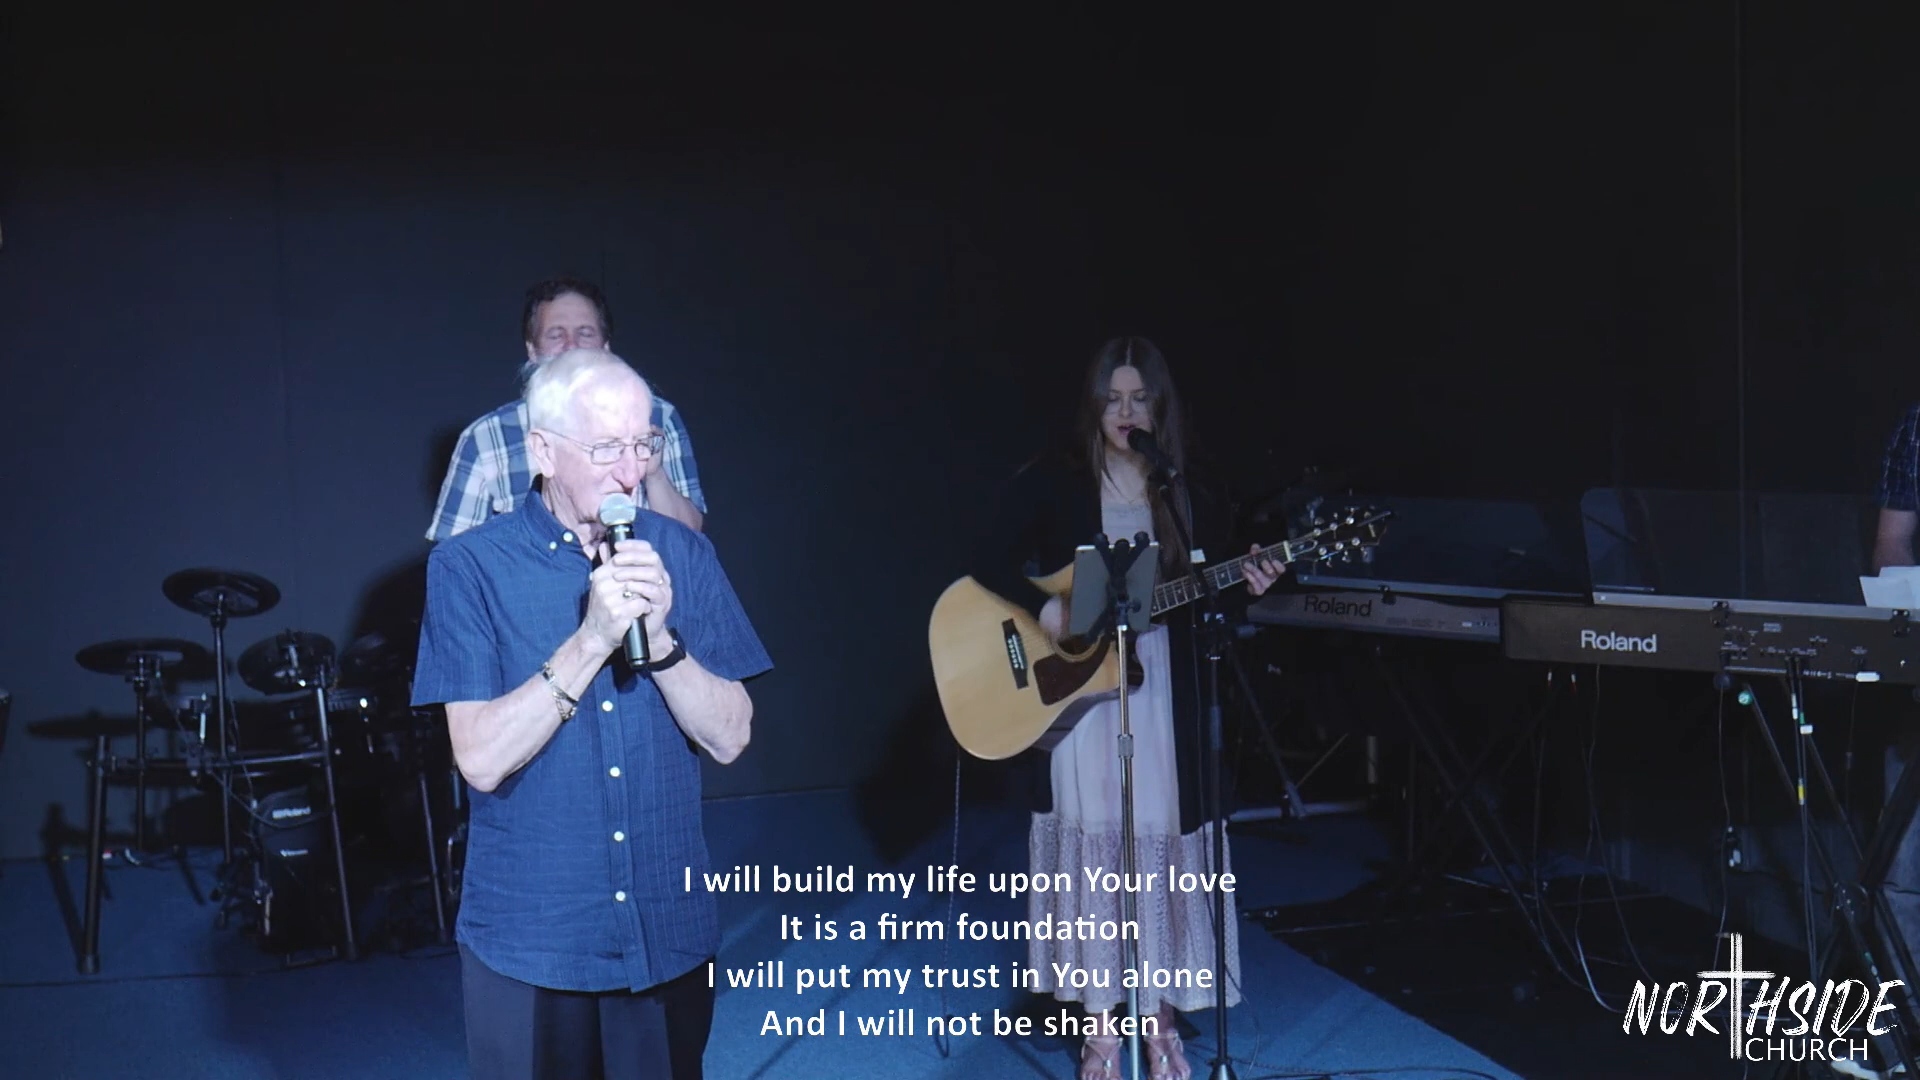 I will build my life upon Your love
It is a firm foundation
I will put my trust in You alone
And I will not be shaken
Roland
Roland
Roland
NORTHSIDE
CHURCH